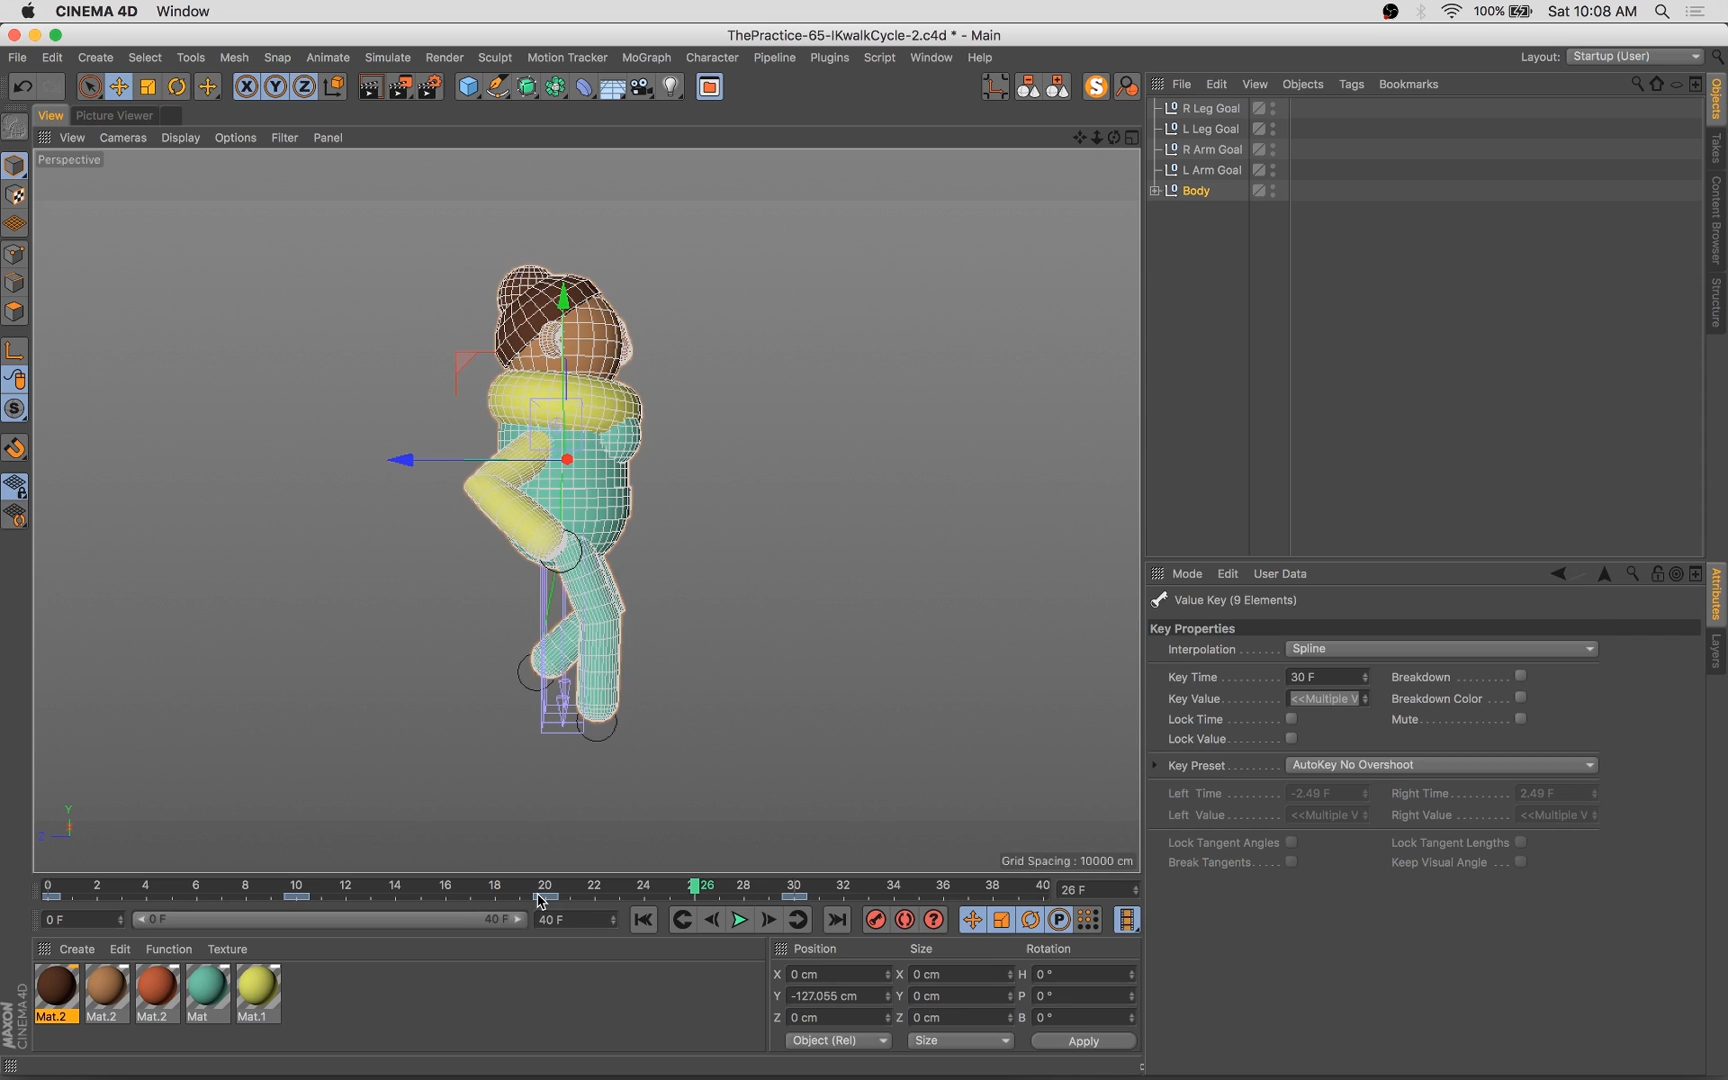 CINEMA 4D Window 100% Sat 10:08 AM
ThePractice-65-IKwalkCycle-2.c4d * - Main
File Edit Create Select Tools Mesh Snap Animate Simulate Render Sculpt Motion Tracker MoGraph Character Pipeline Plugins Script Window Help Layout: Startup (User)
File Edit View Objects Tags Bookmarks
View Picture Viewer
View Cameras Display Options Filter Panel
Perspective
R Leg Goal
L Leg Goal
R Arm Goal
L Arm Goal
Body
Objects
Takes
Content Browser
Structure
Mode Edit User Data
Value Key (9 Elements)
Key Properties
Interpolation . . . . . . . Spline
Key Time . . . . . . . . . 30 F Breakdown . . . . . . . . .
Key Value. . . . . . . . . <<Multiple V Breakdown Color . . . .
Lock Time . . . . . . . . Mute. . . . . . . . . . . . . . .
Lock Value. . . . . . . .
Key Preset. . . . . . . . AutoKey No Overshoot
Left Time . . . . . . . . -2.49 F Right Time. . . . . . . . . 2.49 F
Left Value . . . . . . . . <<Multiple V Right Value . . . . . . . . <<Multiple V
Lock Tangent Angles Lock Tangent Lengths
Break Tangents. . . . . Keep Visual Angle . . .
Attributes
Layers
Y
Z
Grid Spacing : 10000 cm
0 2 4 6 8 10 12 14 16 18 20 22 24 26 28 30 32 34 36 38 40 26 F
0 F 0 F 40 F 40 F
Create Edit Function Texture
Mat.2 Mat.2 Mat.2 Mat Mat.1
Position Size Rotation
X 0 cm X 0 cm H 0 °
Y -127.055 cm Y 0 cm P 0 °
Z 0 cm Z 0 cm B 0 °
Object (Rel) Size Apply
MAXON
CINEMA 4D